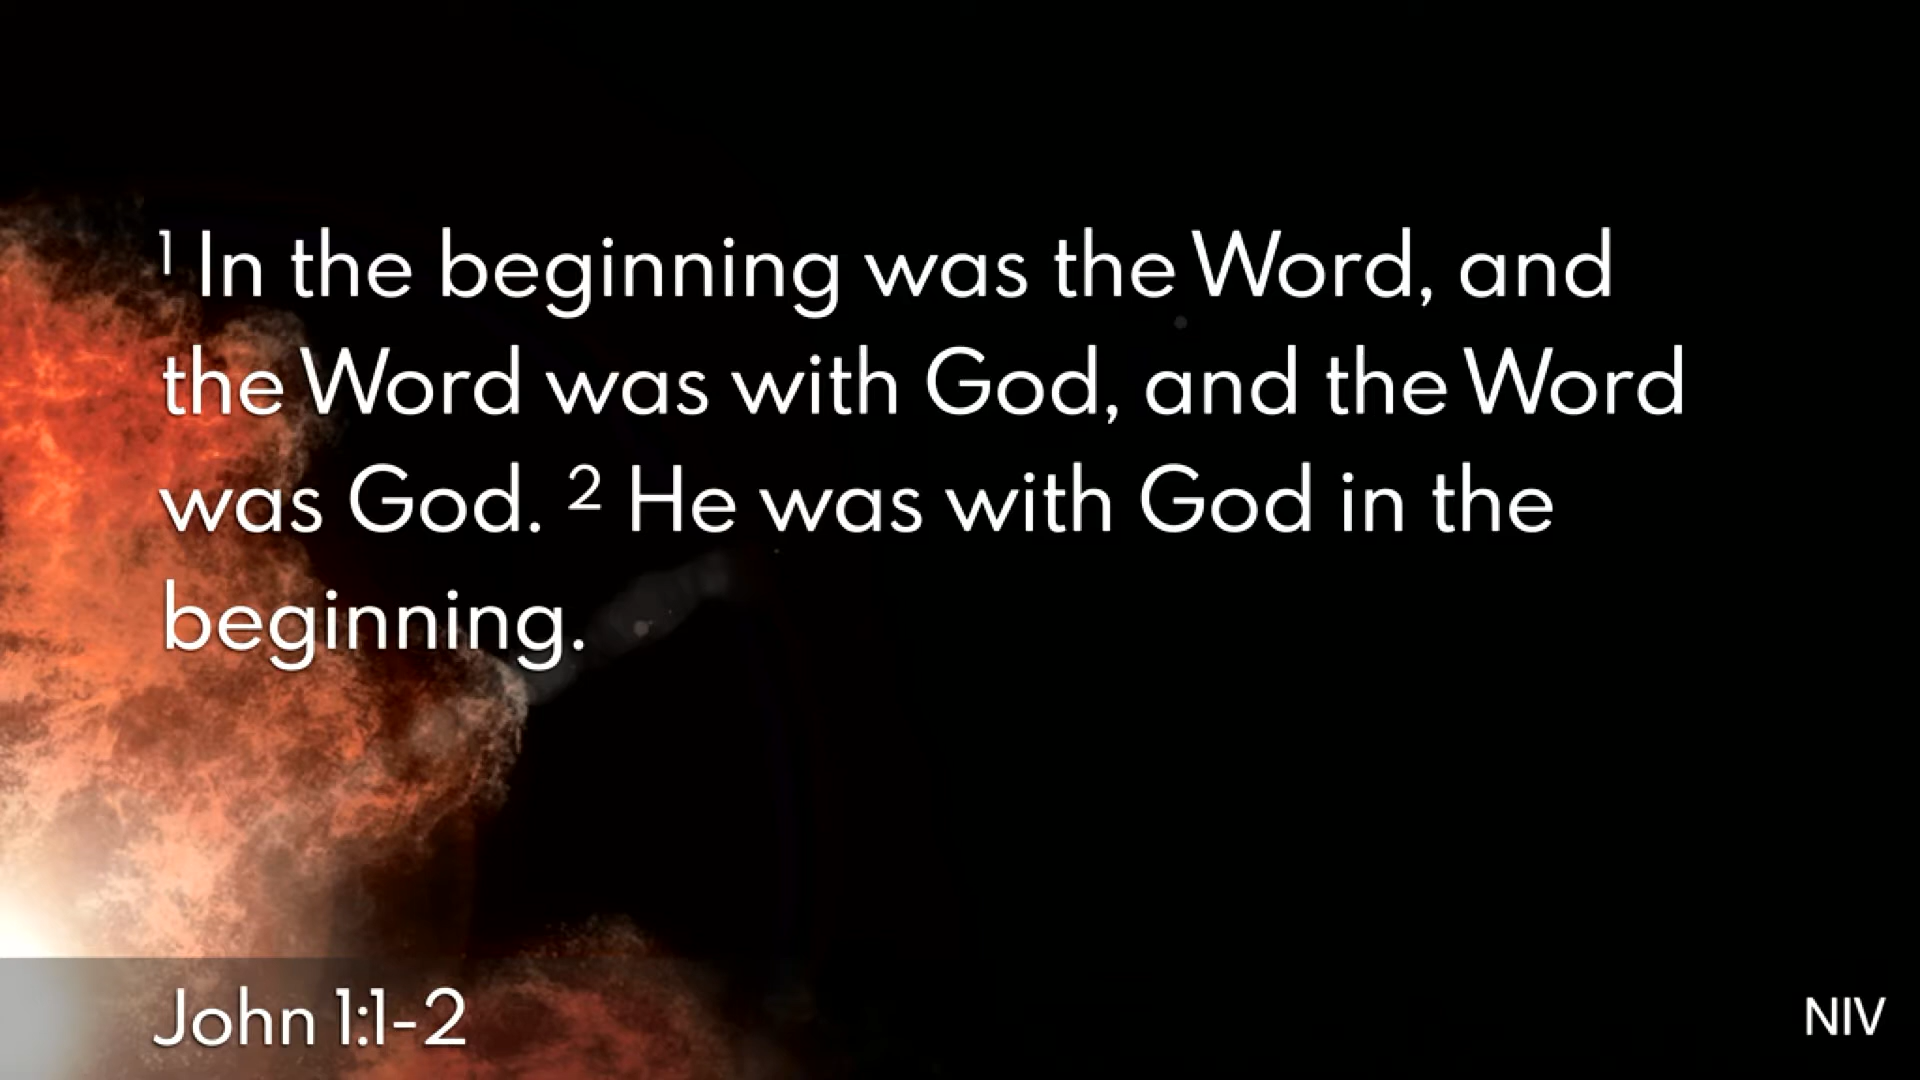 ¹ In the beginning was the Word, and
the Word was with God, and the Word
was God. ² He was with God in the
beginning.
John 1:1-2
NIV